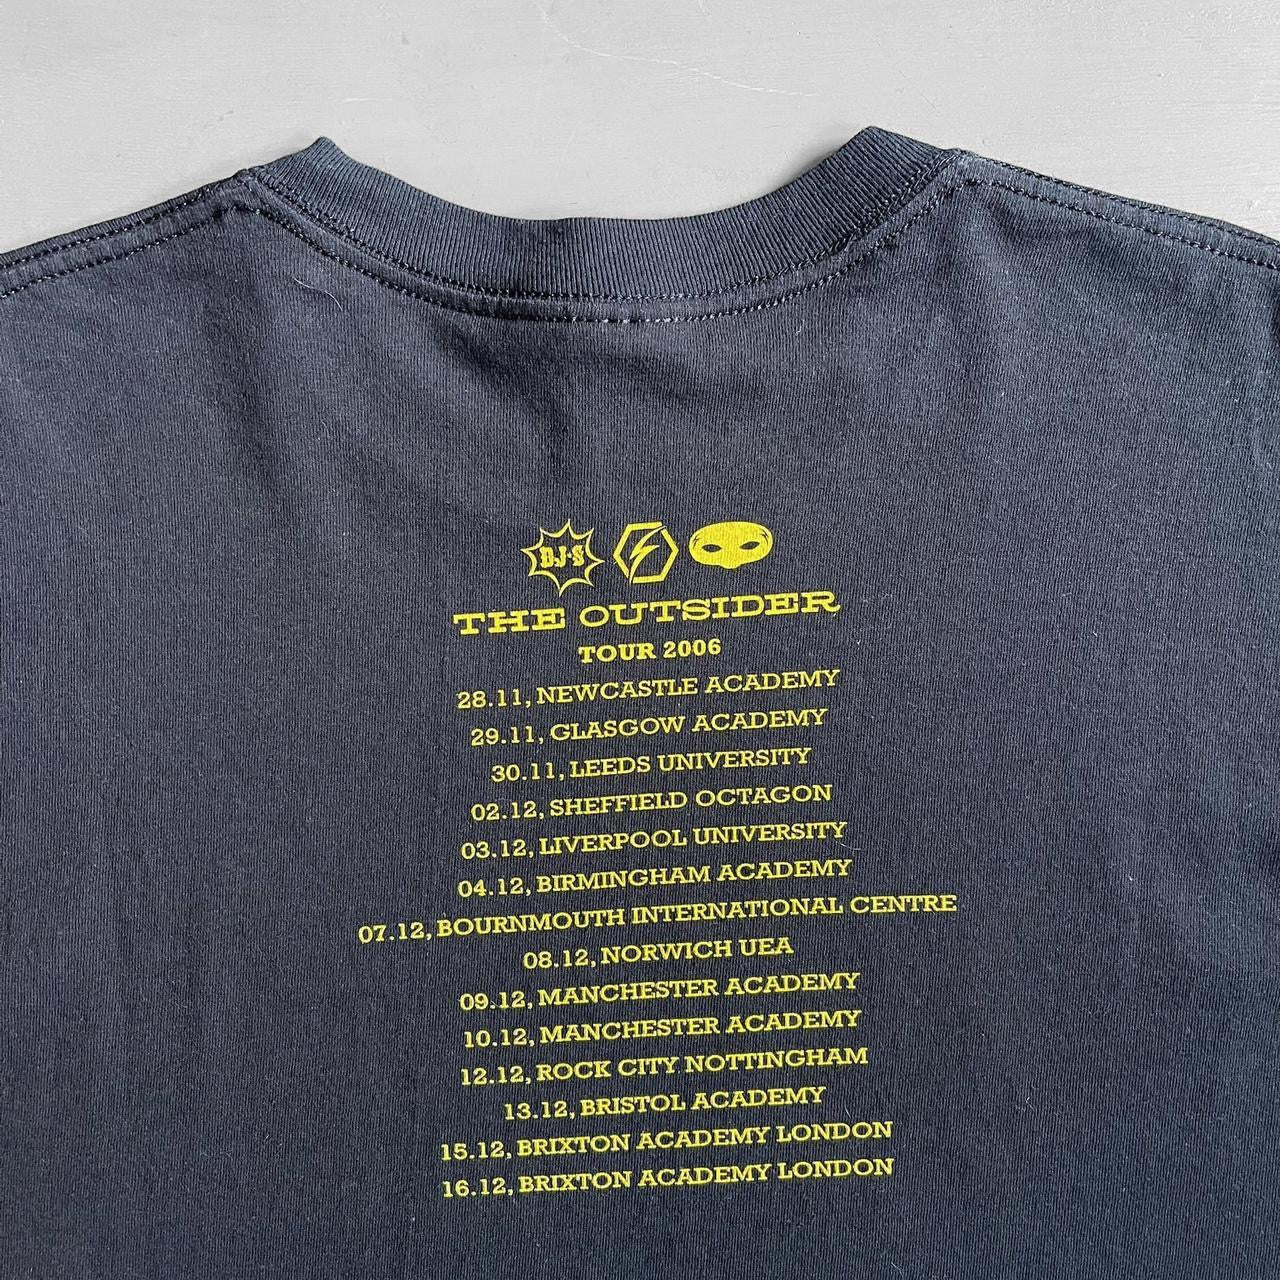 DJ·S
THE OUTSIDER
TOUR 2006
28.11, NEWCASTLE ACADEMY
29.11, GLASGOW ACADEMY
30.11, LEEDS UNIVERSITY
02.12, SHEFFIELD OCTAGON
03.12, LIVERPOOL UNIVERSITY
04.12, BIRMINGHAM ACADEMY
07.12, BOURNMOUTH INTERNATIONAL CENTRE
08.12, NORWICH UEA
09.12, MANCHESTER ACADEMY
10.12, MANCHESTER ACADEMY
12.12, ROCK CITY NOTTINGHAM
13.12, BRISTOL ACADEMY
15.12, BRIXTON ACADEMY LONDON
16.12, BRIXTON ACADEMY LONDON